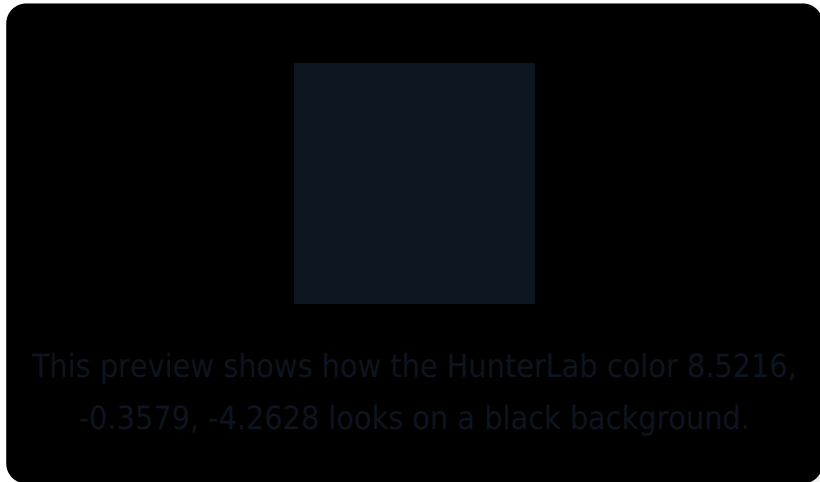 This preview shows how the HunterLab color 8.5216,
-0.3579, -4.2628 looks on a black background.